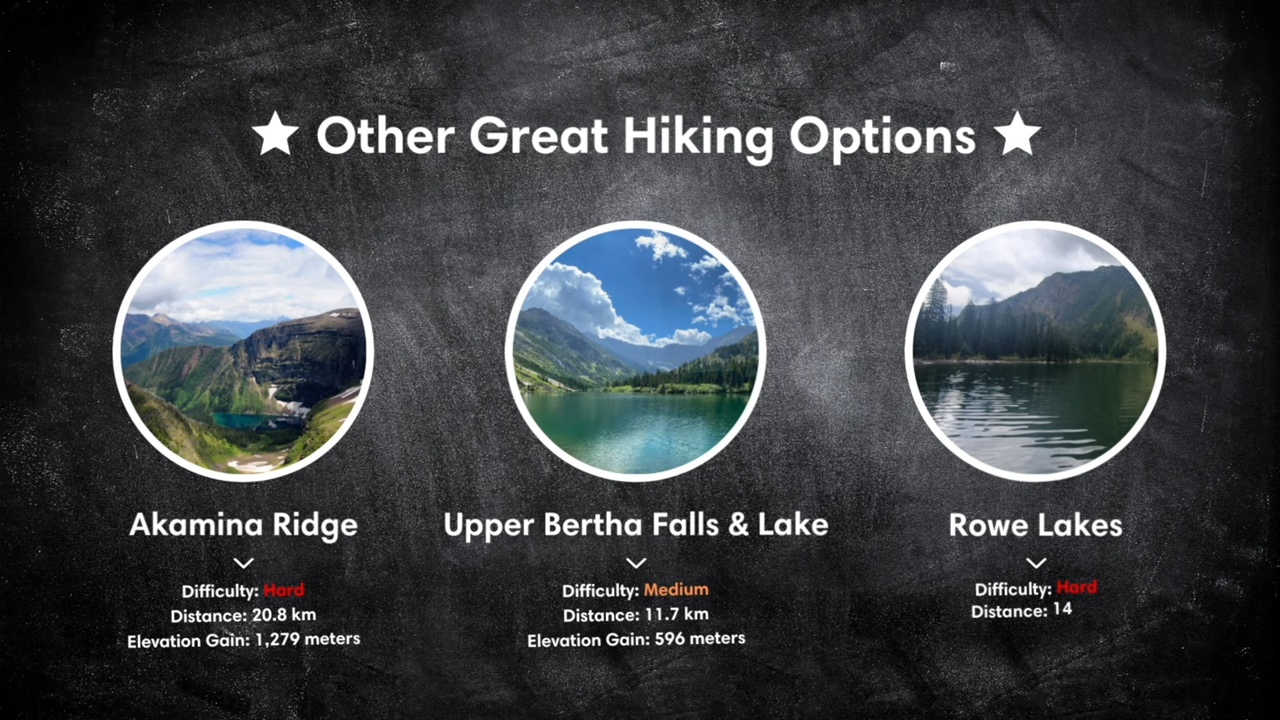 Other Great Hiking Options
Akamina Ridge
Difficulty: Hard
Distance: 20.8 km
Elevation Gain: 1,279 meters
Upper Bertha Falls & Lake
Difficulty: Medium
Distance: 11.7 km
Elevation Gain: 596 meters
Rowe Lakes
Difficulty: Hard
Distance: 14